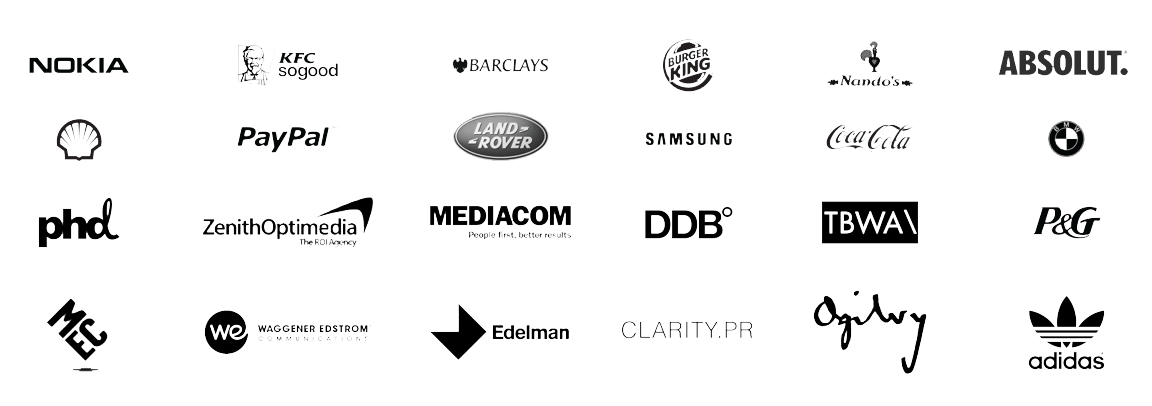 NOKIA
KFC
sogood
BARCLAYS
BURGER
KING
Nando's
ABSOLUT.
PayPal
LAND-
-ROVER
SAMSUNG
Coca-Cola
BMW
phd
ZenithOptimedia
The ROI Agency
MEDIACOM
People first, better results
DDB°
TBWA\
P&G
MEC
we
WAGGENER EDSTROM
COMMUNICATIONS
Edelman
CLARITY.PR
Ogilvy
adidas